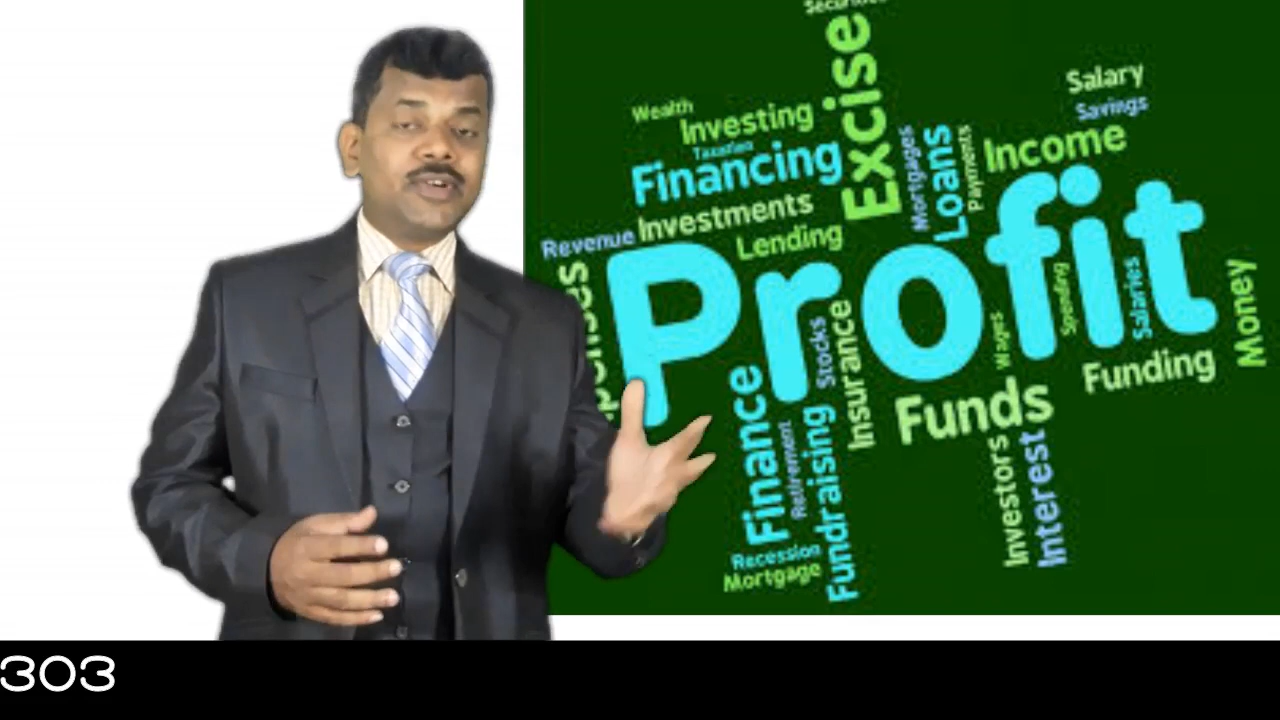 Securities
Excise
Salary
Savings
Wealth
Investing
Taxation
Financing
Mortgages
Loans
Payments
Income
Investments
Revenue
Lending
Profit
Stocks
Insurance
Wages
Spending
Salaries
Money
Finance
Retirement
Fundraising
Funds
Funding
Investors
Interest
Recession
Mortgage
303